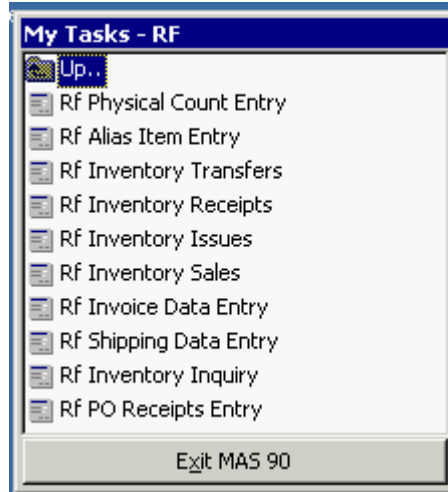 My Tasks - RF
Up..
Rf Physical Count Entry
Rf Alias Item Entry
Rf Inventory Transfers
Rf Inventory Receipts
Rf Inventory Issues
Rf Inventory Sales
Rf Invoice Data Entry
Rf Shipping Data Entry
Rf Inventory Inquiry
Rf PO Receipts Entry
Exit MAS 90